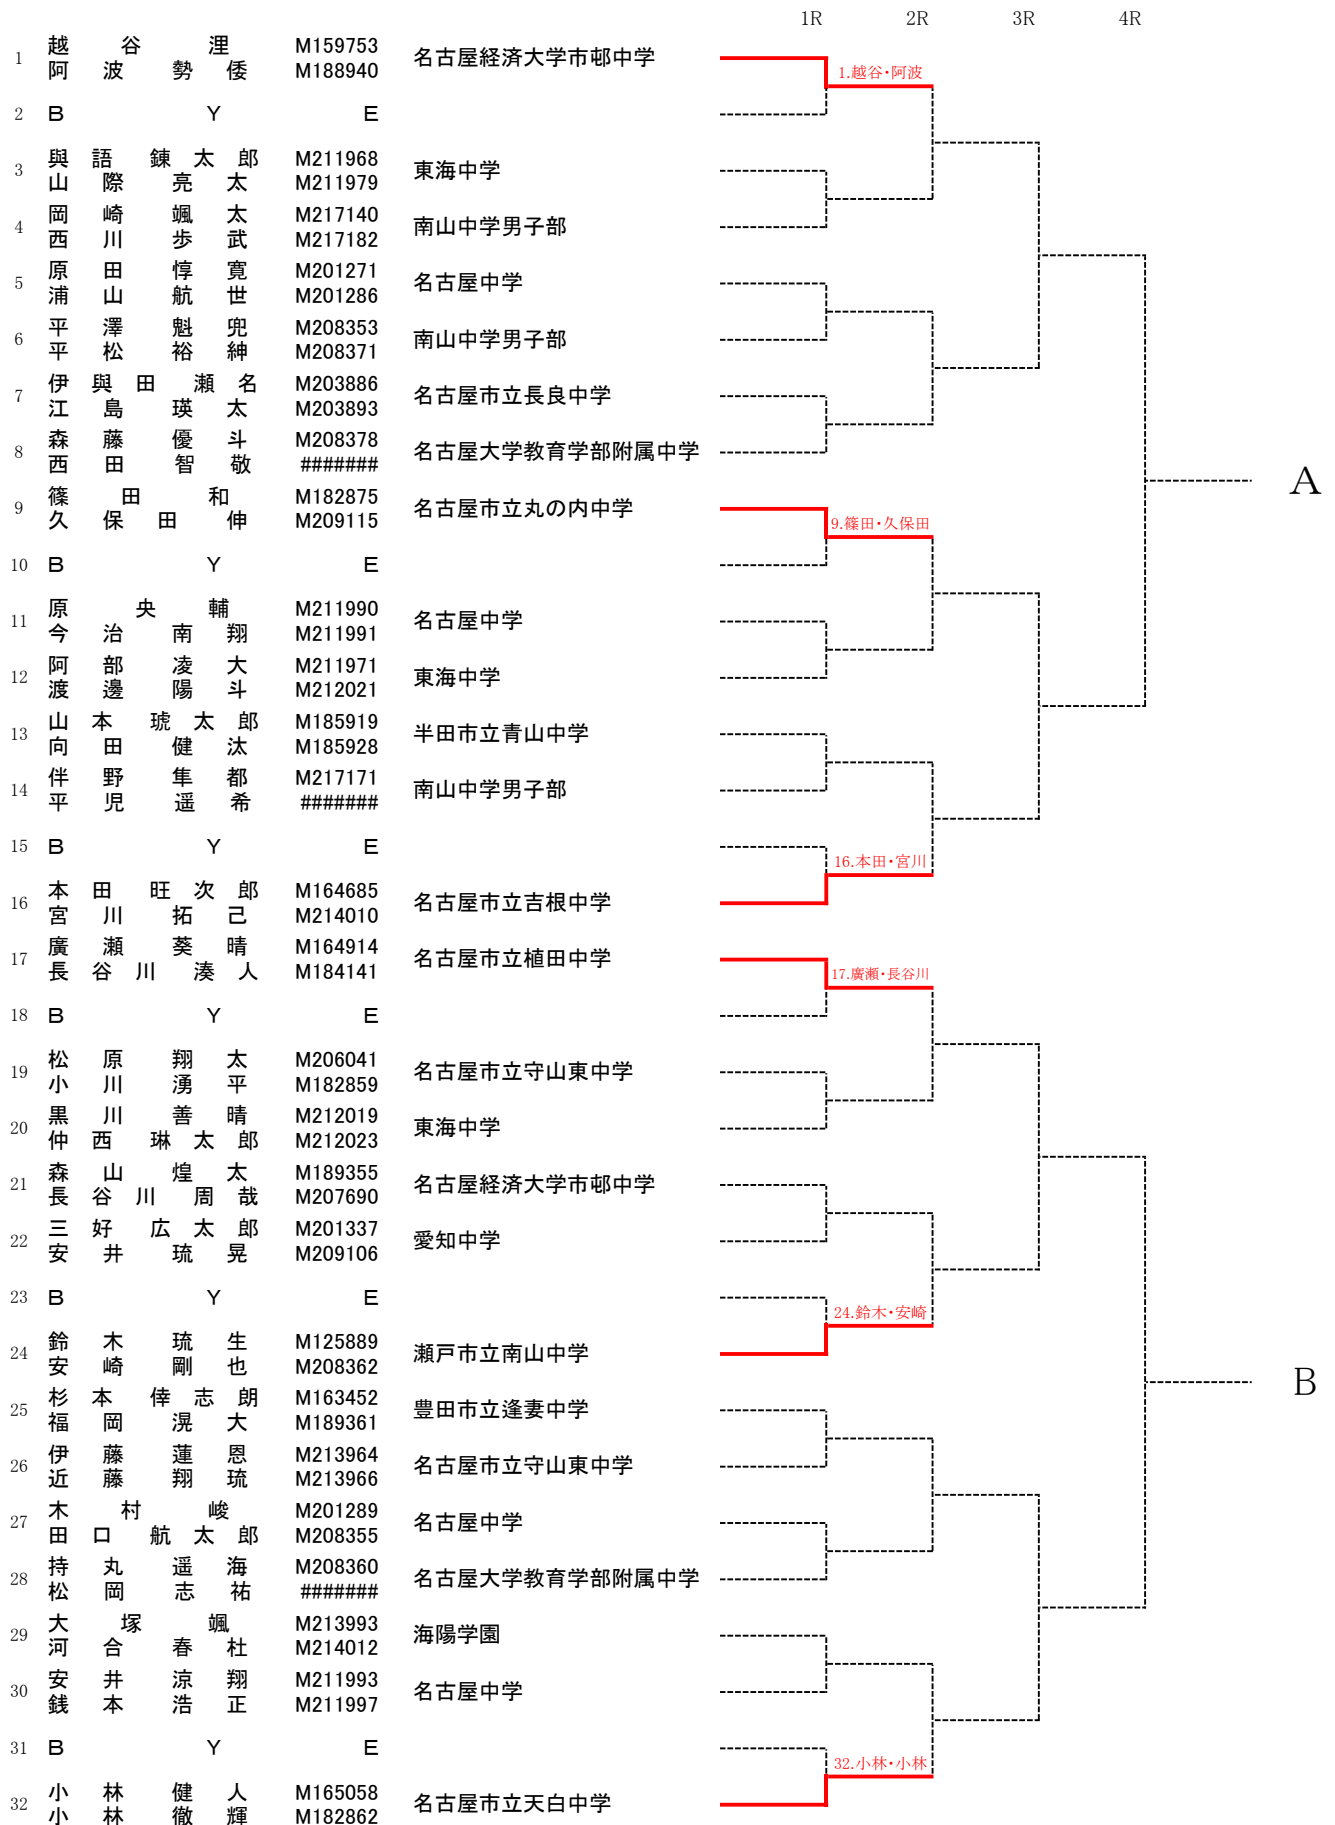 1R 2R 3R 4R
1 越谷浬 M159753 名古屋経済大学市邨中学
阿波勢倭 M188940
1.越谷・阿波
2 BYE
3 與語錬太郎 M211968 東海中学
山際亮太 M211979
4 岡崎颯太 M217140 南山中学男子部
西川歩武 M217182
5 原田惇寛 M201271 名古屋中学
浦山航世 M201286
6 平澤魁兜 M208353 南山中学男子部
平松裕紳 M208371
7 伊與田瀬名 M203886 名古屋市立長良中学
江島瑛太 M203893
8 森藤優斗 M208378 名古屋大学教育学部附属中学
西田智敬 #######
A
9 篠田和 M182875 名古屋市立丸の内中学
久保田伸 M209115
9.篠田・久保田
10 BYE
11 原央輔 M211990 名古屋中学
今治南翔 M211991
12 阿部凌大 M211971 東海中学
渡邊陽斗 M212021
13 山本琥太郎 M185919 半田市立青山中学
向田健汰 M185928
14 伴野隼都 M217171 南山中学男子部
平児遥希 #######
15 BYE
16.本田・宮川
16 本田旺次郎 M164685 名古屋市立吉根中学
宮川拓己 M214010
17 廣瀬葵晴 M164914 名古屋市立植田中学
長谷川湊人 M184141
17.廣瀬・長谷川
18 BYE
19 松原翔太 M206041 名古屋市立守山東中学
小川湧平 M182859
20 黒川善晴 M212019 東海中学
仲西琳太郎 M212023
21 森山煌太 M189355 名古屋経済大学市邨中学
長谷川周哉 M207690
22 三好広太郎 M201337 愛知中学
安井琉晃 M209106
23 BYE
24.鈴木・安崎
24 鈴木琉生 M125889 瀬戸市立南山中学
安崎剛也 M208362
B
25 杉本倖志朗 M163452 豊田市立逢妻中学
福岡滉大 M189361
26 伊藤蓮恩 M213964 名古屋市立守山東中学
近藤翔琉 M213966
27 木村峻 M201289 名古屋中学
田口航太郎 M208355
28 持丸遥海 M208360 名古屋大学教育学部附属中学
松岡志祐 #######
29 大塚颯 M213993 海陽学園
河合春杜 M214012
30 安井涼翔 M211993 名古屋中学
銭本浩正 M211997
31 BYE
32.小林・小林
32 小林健人 M165058 名古屋市立天白中学
小林徹輝 M182862